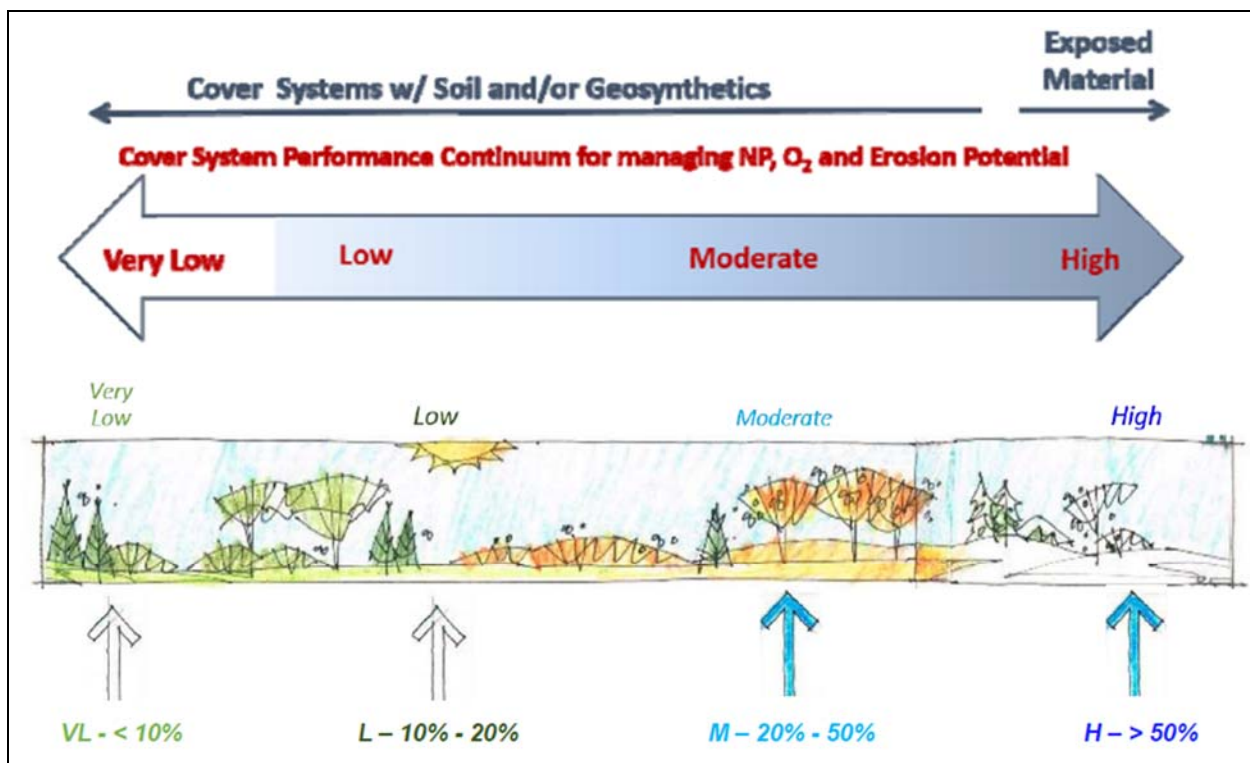 Exposed
Material
Cover Systems w/ Soil and/or Geosynthetics
Cover System Performance Continuum for managing NP, O₂ and Erosion Potential
Very Low
Low
Moderate
High
Very
Low
Low
Moderate
High
VL - < 10%
L – 10% - 20%
M – 20% - 50%
H – > 50%